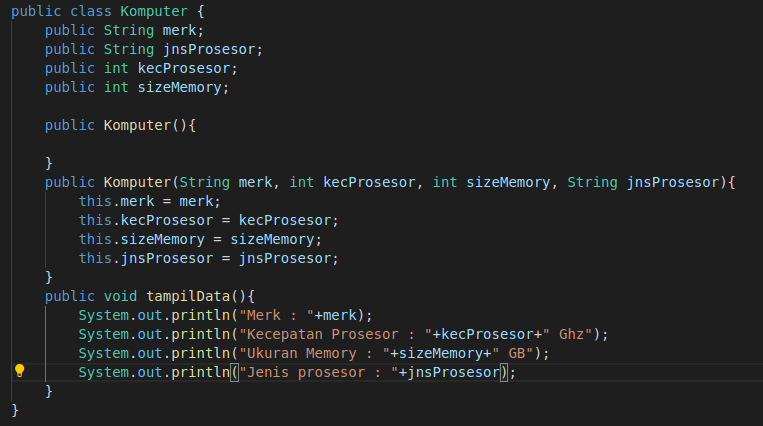 public class Komputer {
    public String merk;
    public String jnsProsesor;
    public int kecProsesor;
    public int sizeMemory;

    public Komputer(){

    }
    public Komputer(String merk, int kecProsesor, int sizeMemory, String jnsProsesor){
        this.merk = merk;
        this.kecProsesor = kecProsesor;
        this.sizeMemory = sizeMemory;
        this.jnsProsesor = jnsProsesor;
    }
    public void tampilData(){
        System.out.println("Merk : "+merk);
        System.out.println("Kecepatan Prosesor : "+kecProsesor+" Ghz");
        System.out.println("Ukuran Memory : "+sizeMemory+" GB");
        System.out.println("Jenis prosesor : "+jnsProsesor);
    }
}